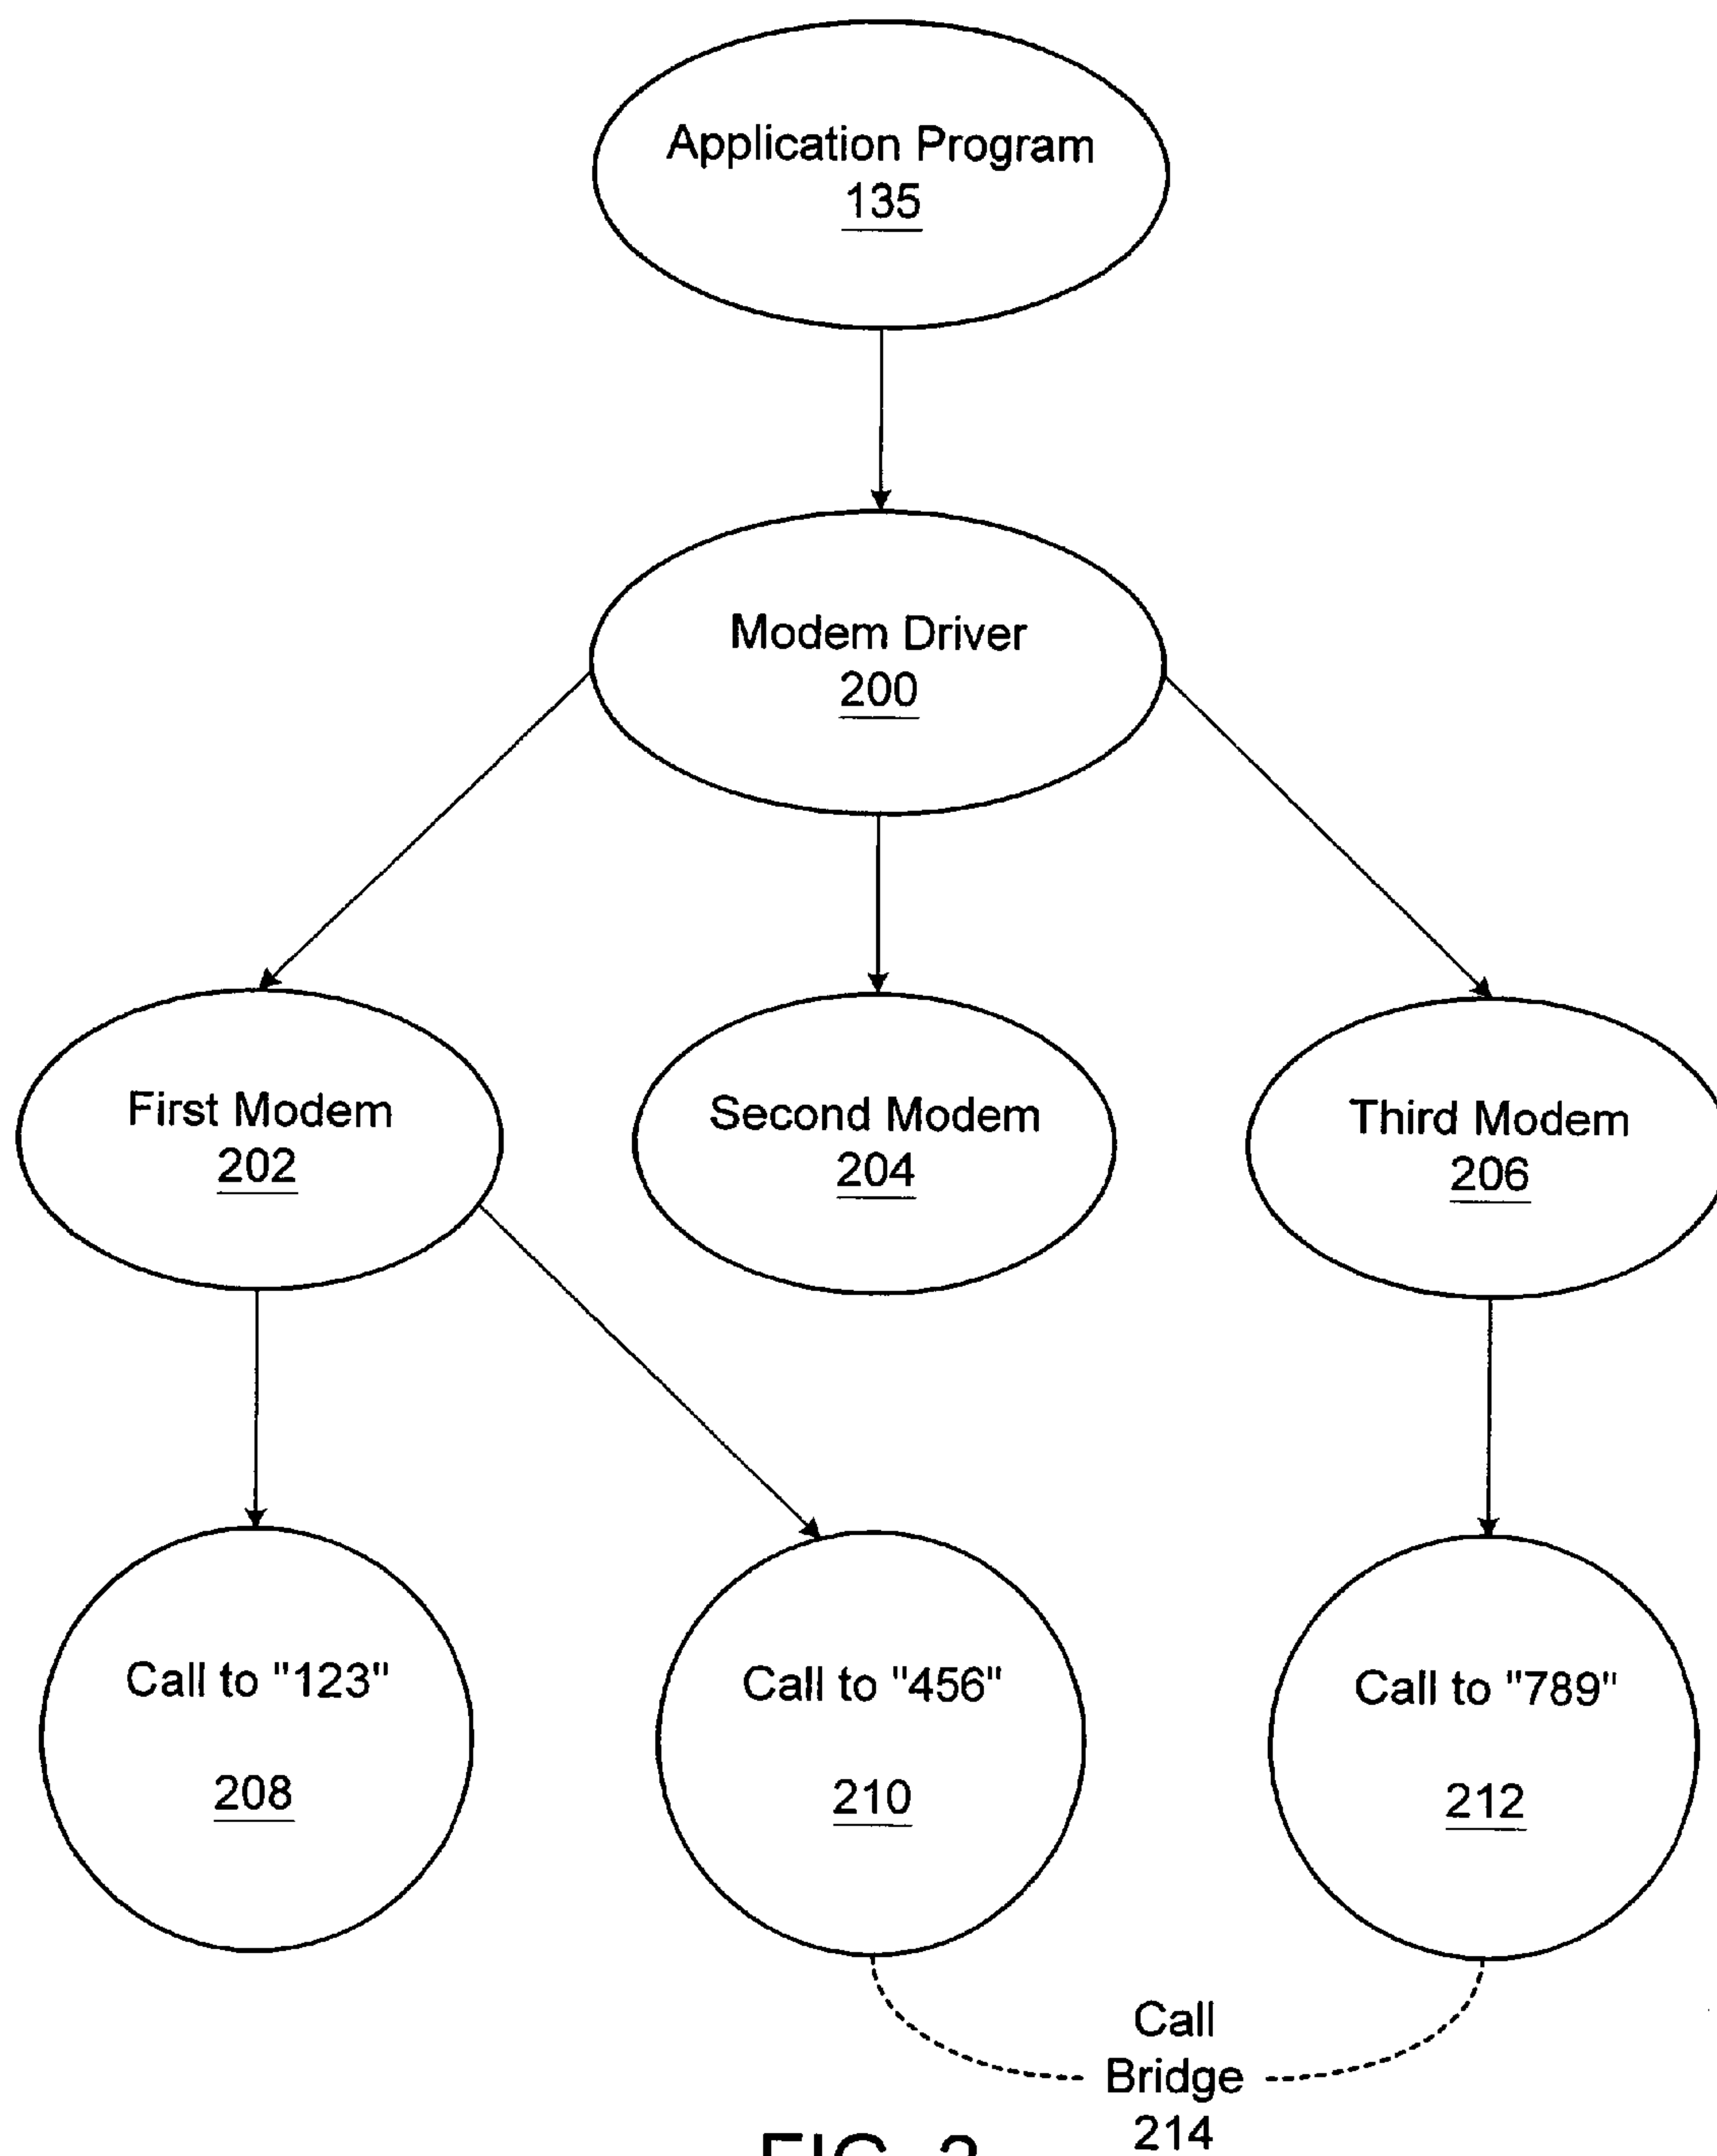 Application Program
135
Modem Driver
200
First Modem
202
Second Modem
204
Third Modem
206
Call to "123"
208
Call to "456"
210
Call to "789"
212
Call
Bridge
214
FIG.